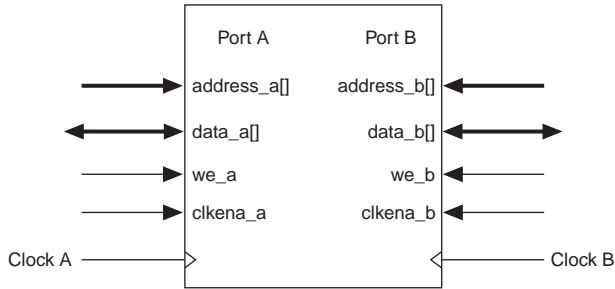 Port A Port B
address_a[] address_b[]
data_a[] data_b[]
we_a we_b
clkena_a clkena_b
Clock A Clock B